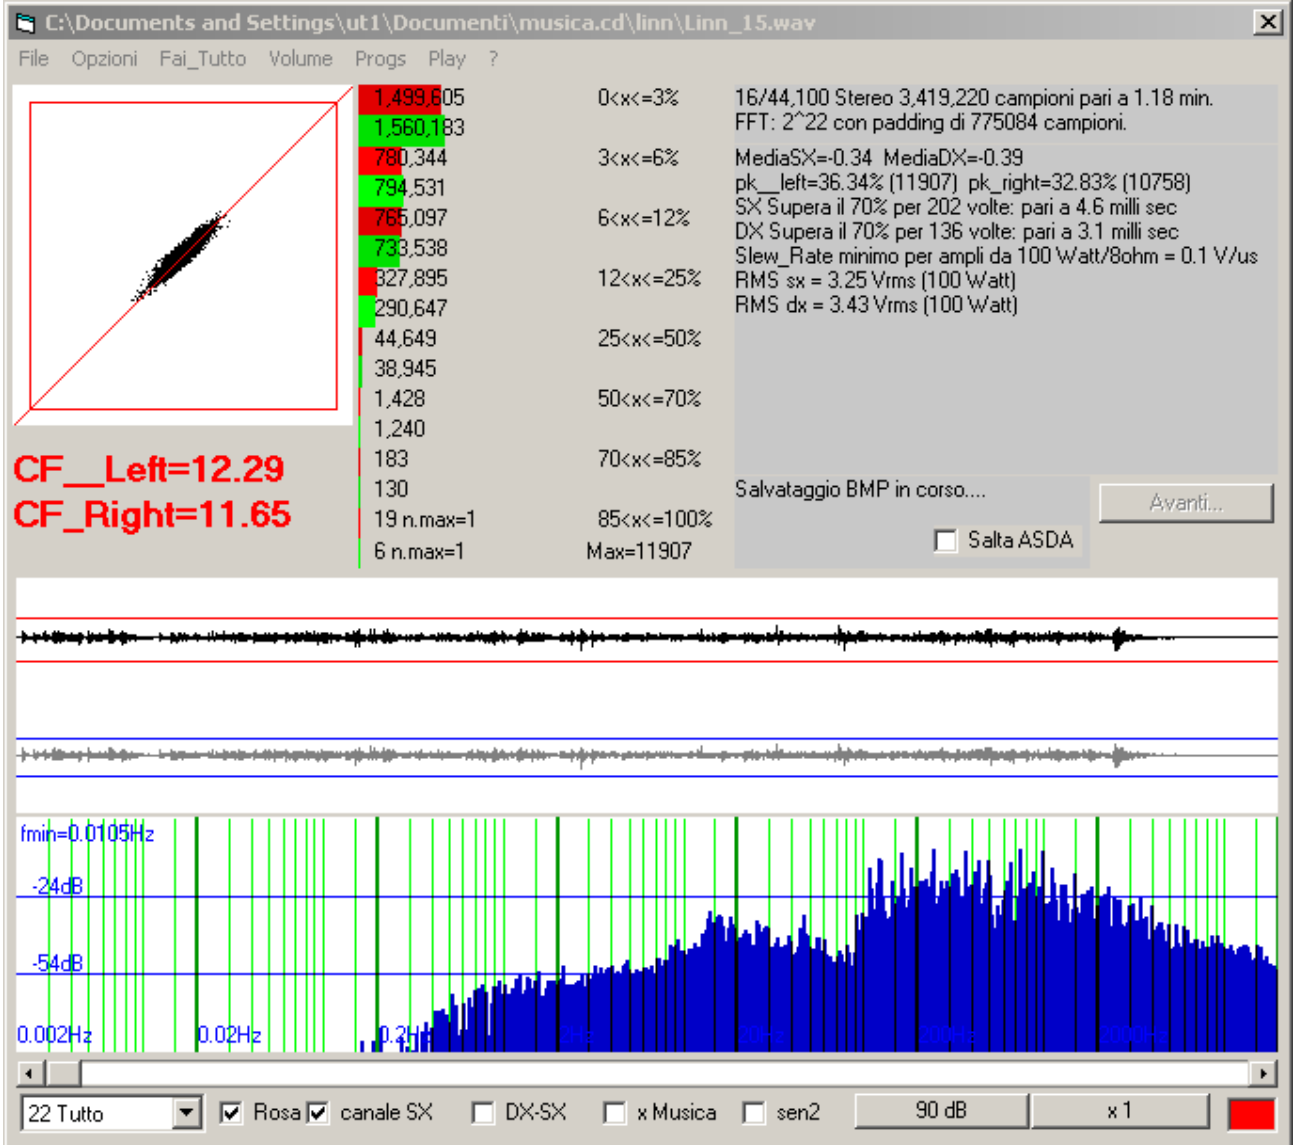 C:\Documents and Settings\ut1\Documenti\musica.cd\linn\Linn_15.wav
File Opzioni Fai_Tutto Volume Progs Play ?
1,499,605 0<x<=3%
1,560,183
780,344 3<x<=6%
794,531
765,097 6<x<=12%
733,538
327,895 12<x<=25%
290,647
44,649 25<x<=50%
38,945
1,428 50<x<=70%
1,240
183 70<x<=85%
130
19 n.max=1 85<x<=100%
6 n.max=1 Max=11907
16/44,100 Stereo 3,419,220 campioni pari a 1.18 min.
FFT: 2^22 con padding di 775084 campioni.
MediaSX=-0.34 MediaDX=-0.39
pk__left=36.34% (11907) pk_right=32.83% (10758)
SX Supera il 70% per 202 volte: pari a 4.6 milli sec
DX Supera il 70% per 136 volte: pari a 3.1 milli sec
Slew_Rate minimo per ampli da 100 Watt/8ohm = 0.1 V/us
RMS sx = 3.25 Vrms (100 Watt)
RMS dx = 3.43 Vrms (100 Watt)
CF__Left=12.29
CF_Right=11.65
Salvataggio BMP in corso....
Avanti...
Salta ASDA
fmin=0.0105Hz
-24dB
-54dB
0.002Hz 0.02Hz 0.2Hz 2Hz 20Hz 200Hz 2000Hz
22 Tutto Rosa canale SX DX-SX x Musica sen2 90 dB x 1